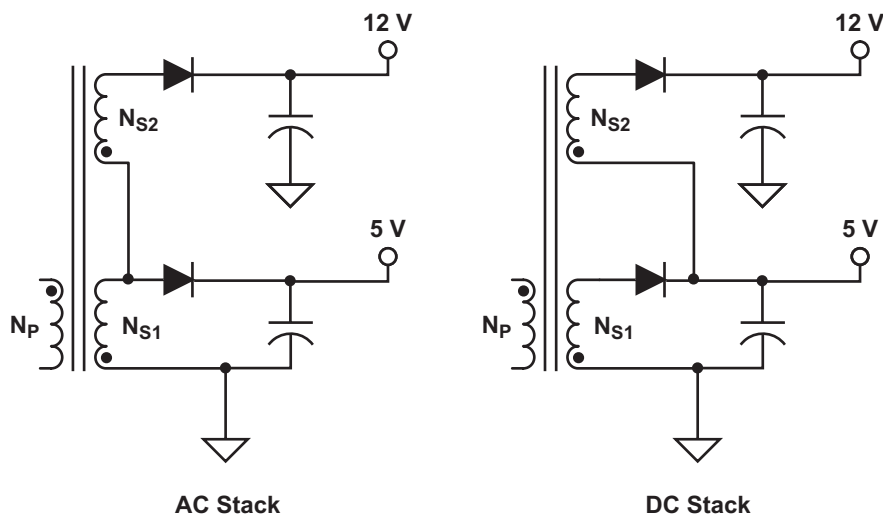 12 V
NS2
5 V
NP
NS1
AC Stack
12 V
NS2
5 V
NP
NS1
DC Stack